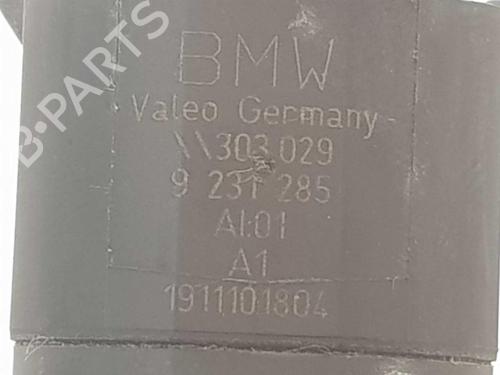 BMW
Valeo Germany
\\303 029
9 231 285
AI:01
A1
1911101804
B-PARTS